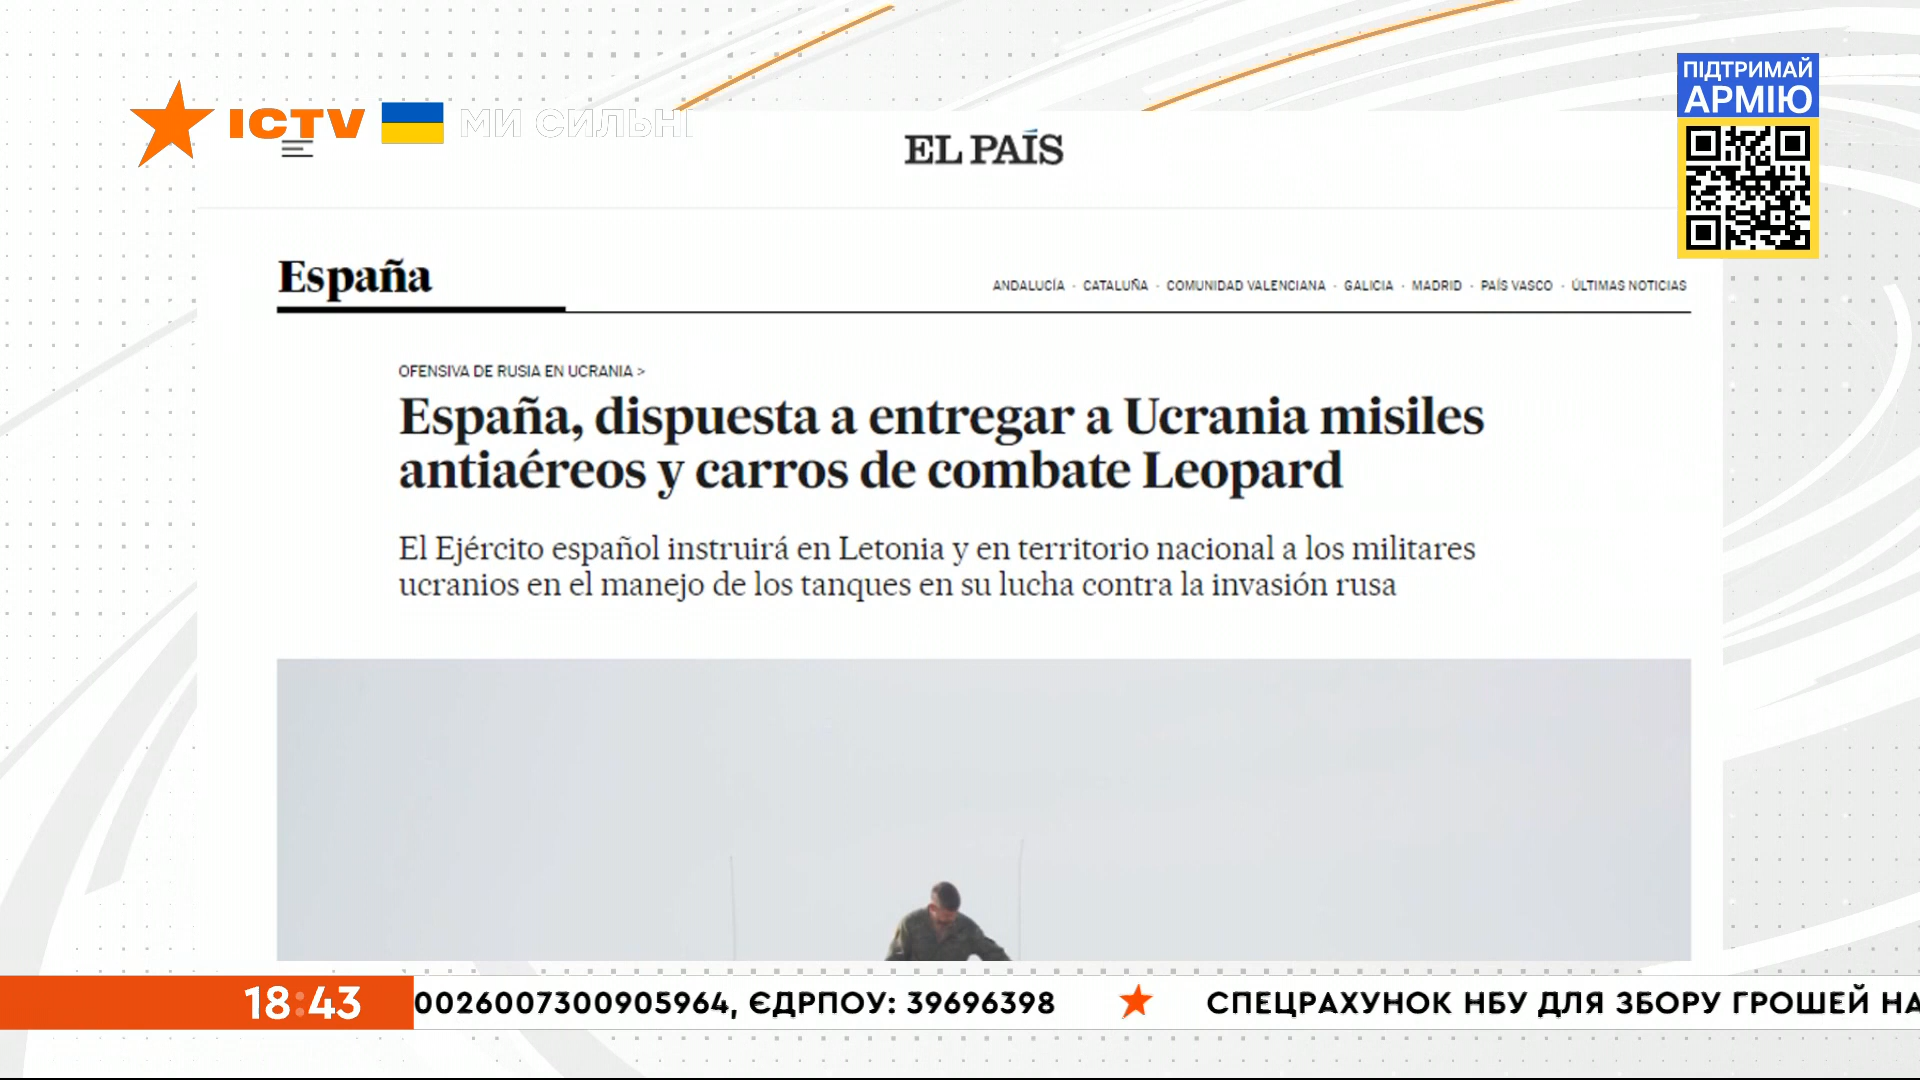 ПІДТРИМАЙ
АРМІЮ
ICTV
МИ СИЛЬНІ
EL PAÍS
España
ANDALUCÍA · CATALUÑA · COMUNIDAD VALENCIANA · GALICIA · MADRID · PAÍS VASCO · ÚLTIMAS NOTICIAS
OFENSIVA DE RUSIA EN UCRANIA >
España, dispuesta a entregar a Ucrania misiles
antiaéreos y carros de combate Leopard
El Ejército español instruirá en Letonia y en territorio nacional a los militares
ucranios en el manejo de los tanques en su lucha contra la invasión rusa
18:43
0026007300905964, ЄДРПОУ: 39696398 ★ СПЕЦРАХУНОК НБУ ДЛЯ ЗБОРУ ГРОШЕЙ НА